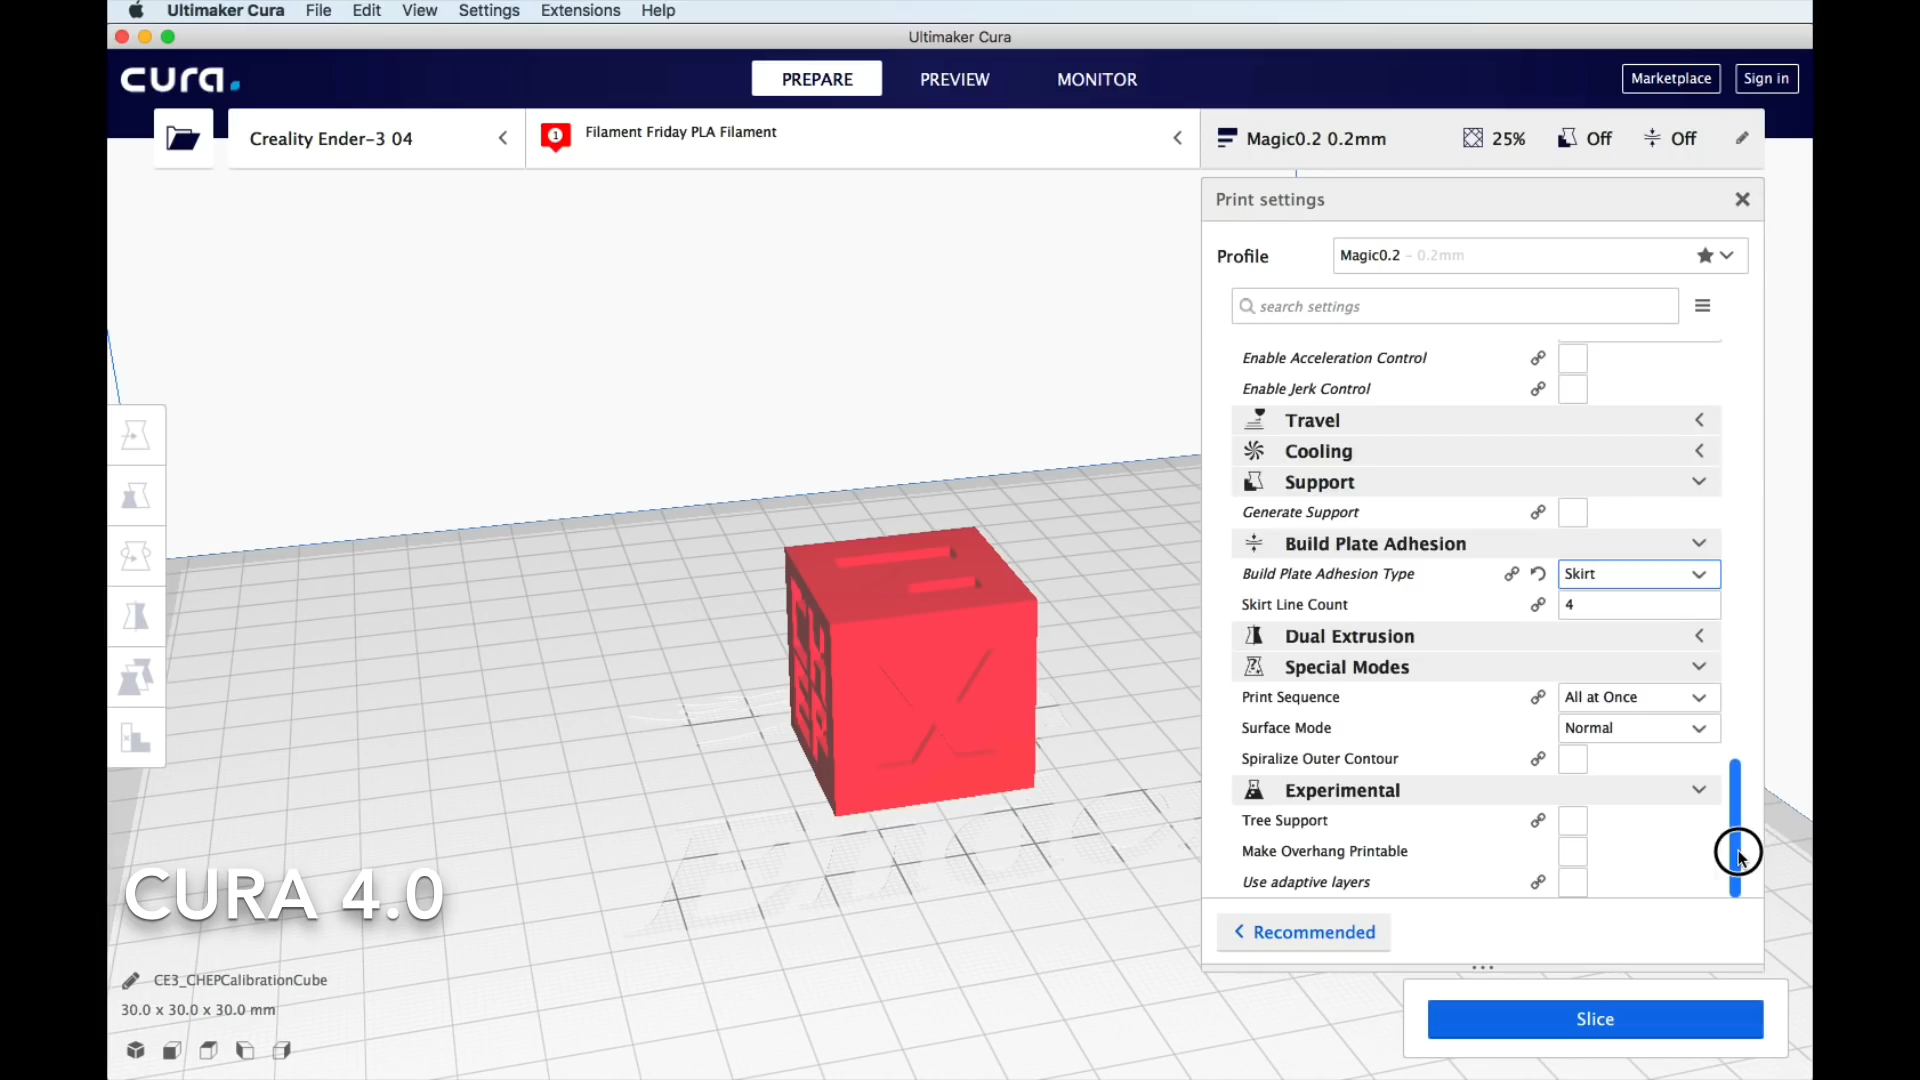 Ultimaker Cura File Edit View Settings Extensions Help
Ultimaker Cura
cura. PREPARE PREVIEW MONITOR Marketplace Sign in
Creality Ender-3 04
1 Filament Friday PLA Filament
Magic0.2 0.2mm 25% Off Off
Print settings
Profile Magic0.2 - 0.2mm
search settings
Enable Acceleration Control
Enable Jerk Control
Travel
Cooling
Support
Generate Support
Build Plate Adhesion
Build Plate Adhesion Type Skirt
Skirt Line Count 4
Dual Extrusion
Special Modes
Print Sequence All at Once
Surface Mode Normal
Spiralize Outer Contour
Experimental
Tree Support
Make Overhang Printable
Use adaptive layers
Recommended
Slice
X
CURA 4.0
CE3_CHEPCalibrationCube
30.0 x 30.0 x 30.0 mm